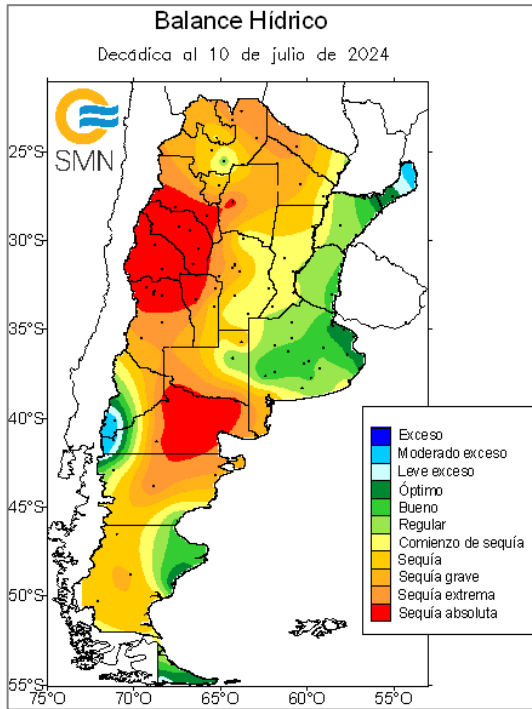 Balance Hídrico
Decádica al 10 de julio de 2024
SMN
25°S
30°S
35°S
40°S
45°S
50°S
55°S
75°O
70°O
65°O
60°O
55°O
Exceso
Moderado exceso
Leve exceso
Óptimo
Bueno
Regular
Comienzo de sequía
Sequía
Sequía grave
Sequía extrema
Sequía absoluta